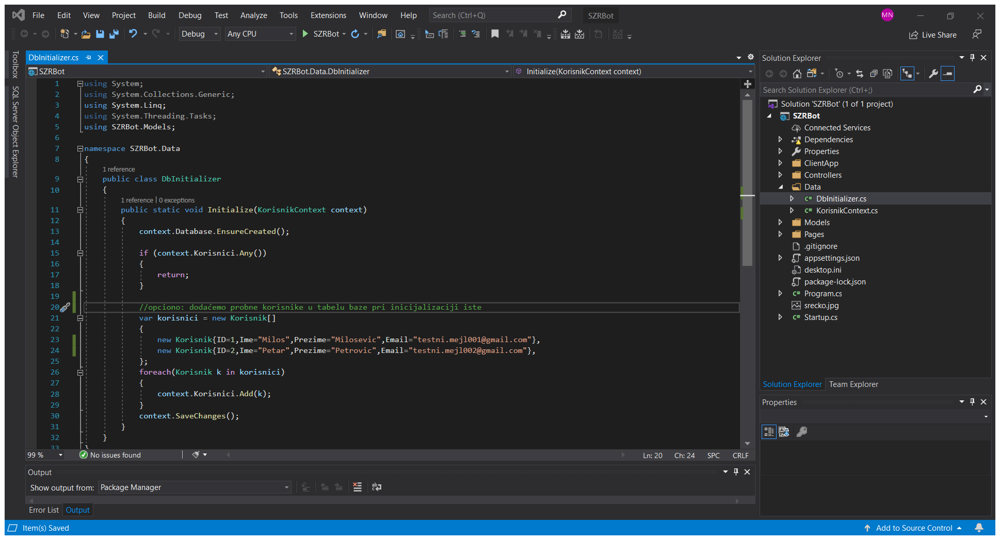 File Edit View Project Build Debug Test Analyze Tools Extensions Window Help Search (Ctrl+Q) SZRBot MN
Debug Any CPU SZRBot Live Share
Toolbox
SQL Server Object Explorer
DbInitializer.cs
SZRBot SZRBot.Data.DbInitializer Initialize(KorisnikContext context)
1 using System;
2 using System.Collections.Generic;
3 using System.Linq;
4 using System.Threading.Tasks;
5 using SZRBot.Models;
6
7 namespace SZRBot.Data
8 {
1 reference
9 public class DbInitializer
10 {
1 reference | 0 exceptions
11 public static void Initialize(KorisnikContext context)
12 {
13 context.Database.EnsureCreated();
14
15 if (context.Korisnici.Any())
16 {
17 return;
18 }
19
20 //opciono: dodaćemo probne korisnike u tabelu baze pri inicijalizaciji iste
21 var korisnici = new Korisnik[]
22 {
23 new Korisnik{ID=1,Ime="Milos",Prezime="Milosevic",Email="testni.mejl001@gmail.com"},
24 new Korisnik{ID=2,Ime="Petar",Prezime="Petrovic",Email="testni.mejl002@gmail.com"},
25 };
26 foreach(Korisnik k in korisnici)
27 {
28 context.Korisnici.Add(k);
29 }
30 context.SaveChanges();
31 }
32 }
33 }
99 % No issues found Ln: 20 Ch: 24 SPC CRLF
Output
Show output from: Package Manager
Error List Output
Solution Explorer
Search Solution Explorer (Ctrl+;)
Solution 'SZRBot' (1 of 1 project)
SZRBot
Connected Services
Dependencies
Properties
ClientApp
Controllers
Data
C# DbInitializer.cs
C# KorisnikContext.cs
Models
Pages
.gitignore
appsettings.json
desktop.ini
package-lock.json
C# Program.cs
srecko.jpg
C# Startup.cs
Solution Explorer Team Explorer
Properties
Item(s) Saved Add to Source Control